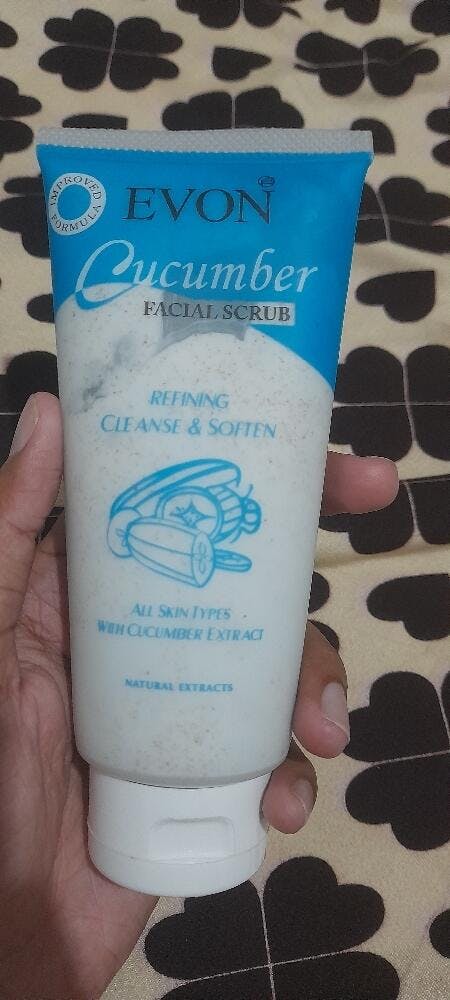 IMPROVED FORMULA
EVON
Cucumber
FACIAL SCRUB
REFINING
CLEANSE & SOFTEN
ALL SKIN TYPES
WITH CUCUMBER EXTRACT
NATURAL EXTRACTS